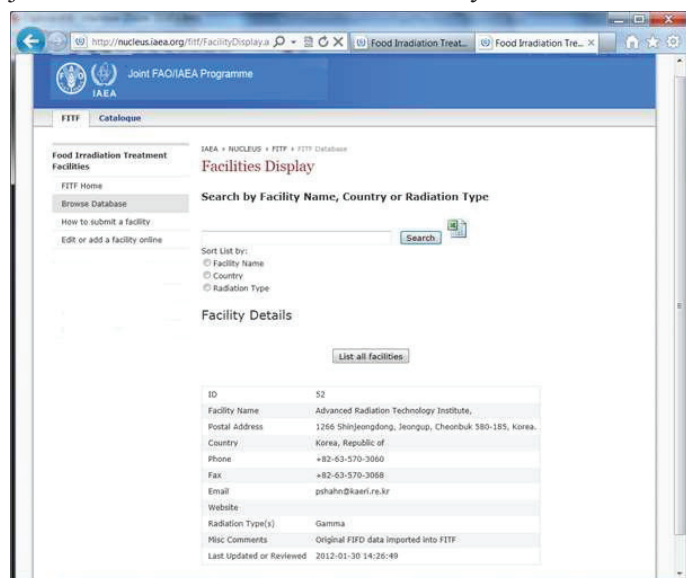 http://nucleus.iaea.org/fitf/FacilityDisplay.a
Food Irradiation Treat...
Food Irradiation Tre...
Joint FAO/IAEA Programme
IAEA
FITF Catalogue
IAEA › NUCLEUS › FITF › FITF Database
Food Irradiation Treatment
Facilities
FITF Home
Browse Database
How to submit a facility
Edit or add a facility online
Facilities Display
Search by Facility Name, Country or Radiation Type
Search
Sort List by:
Facility Name
Country
Radiation Type
Facility Details
List all facilities
ID 52
Facility Name Advanced Radiation Technology Institute,
Postal Address 1266 Shinjeongdong, Jeongup, Cheonbuk 580-185, Korea.
Country Korea, Republic of
Phone +82-63-570-3060
Fax +82-63-570-3068
Email pshahn@kaeri.re.kr
Website
Radiation Type(s) Gamma
Misc Comments Original FIFD data imported into FITF
Last Updated or Reviewed 2012-01-30 14:26:49